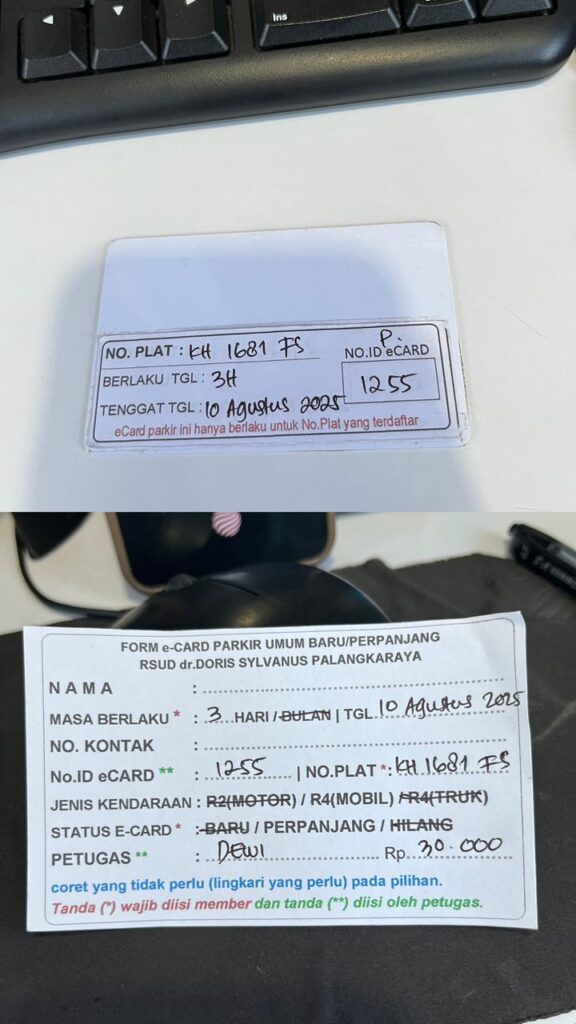 Ins
NO. PLAT : KH 1681 FS
P.
NO.ID eCARD
BERLAKU TGL : 3H
1255
TENGGAT TGL : 10 Agustus 2025
eCard parkir ini hanya berlaku untuk No.Plat yang terdaftar
FORM e-CARD PARKIR UMUM BARU/PERPANJANG
RSUD dr.DORIS SYLVANUS PALANGKARAYA
N A M A :
MASA BERLAKU * : 3 HARI / BULAN | TGL 10 Agustus 2025
NO. KONTAK :
No.ID eCARD ** : 1255 | NO.PLAT * : KH 1681 FS
JENIS KENDARAAN : R2(MOTOR) / R4(MOBIL) / R4(TRUK)
STATUS E-CARD * : BARU / PERPANJANG / HILANG
PETUGAS ** : DEWI Rp. 30.000
coret yang tidak perlu (lingkari yang perlu) pada pilihan.
Tanda (*) wajib diisi member dan tanda (**) diisi oleh petugas.